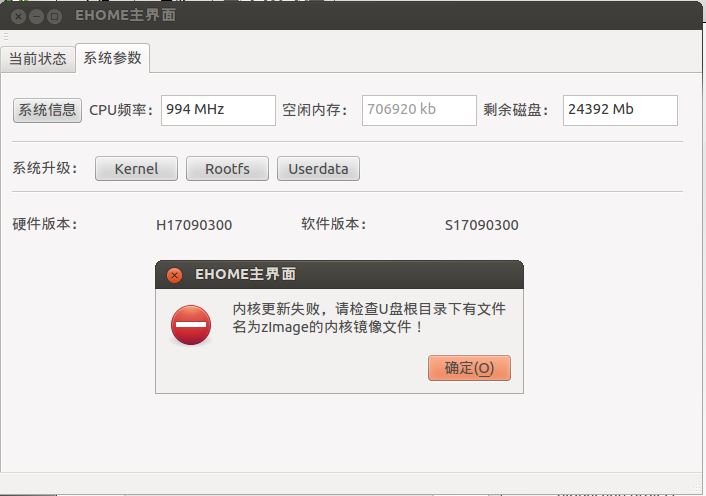 EHOME主界面
当前状态 系统参数
系统信息 CPU频率： 994 MHz 空闲内存： 706920 kb 剩余磁盘： 24392 Mb
系统升级： Kernel Rootfs Userdata
硬件版本： H17090300 软件版本： S17090300
EHOME主界面
内核更新失败，请检查U盘根目录下有文件
名为zImage的内核镜像文件！
确定(O)